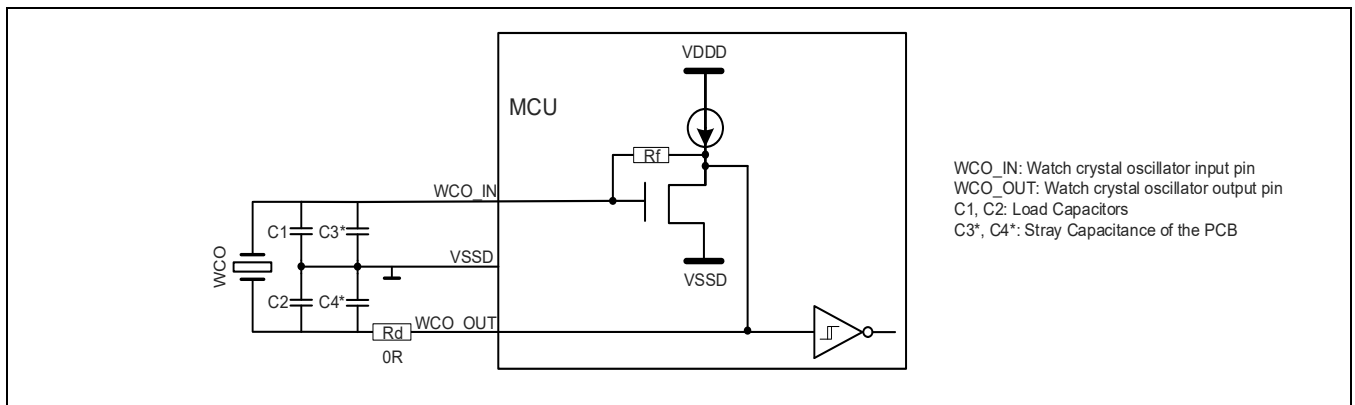 VDDD
MCU
Rf
WCO_IN
C1
C3*
VSSD
WCO
VSSD
C2
C4*
Rd
WCO_OUT
0R
WCO_IN: Watch crystal oscillator input pin
WCO_OUT: Watch crystal oscillator output pin
C1, C2: Load Capacitors
C3*, C4*: Stray Capacitance of the PCB